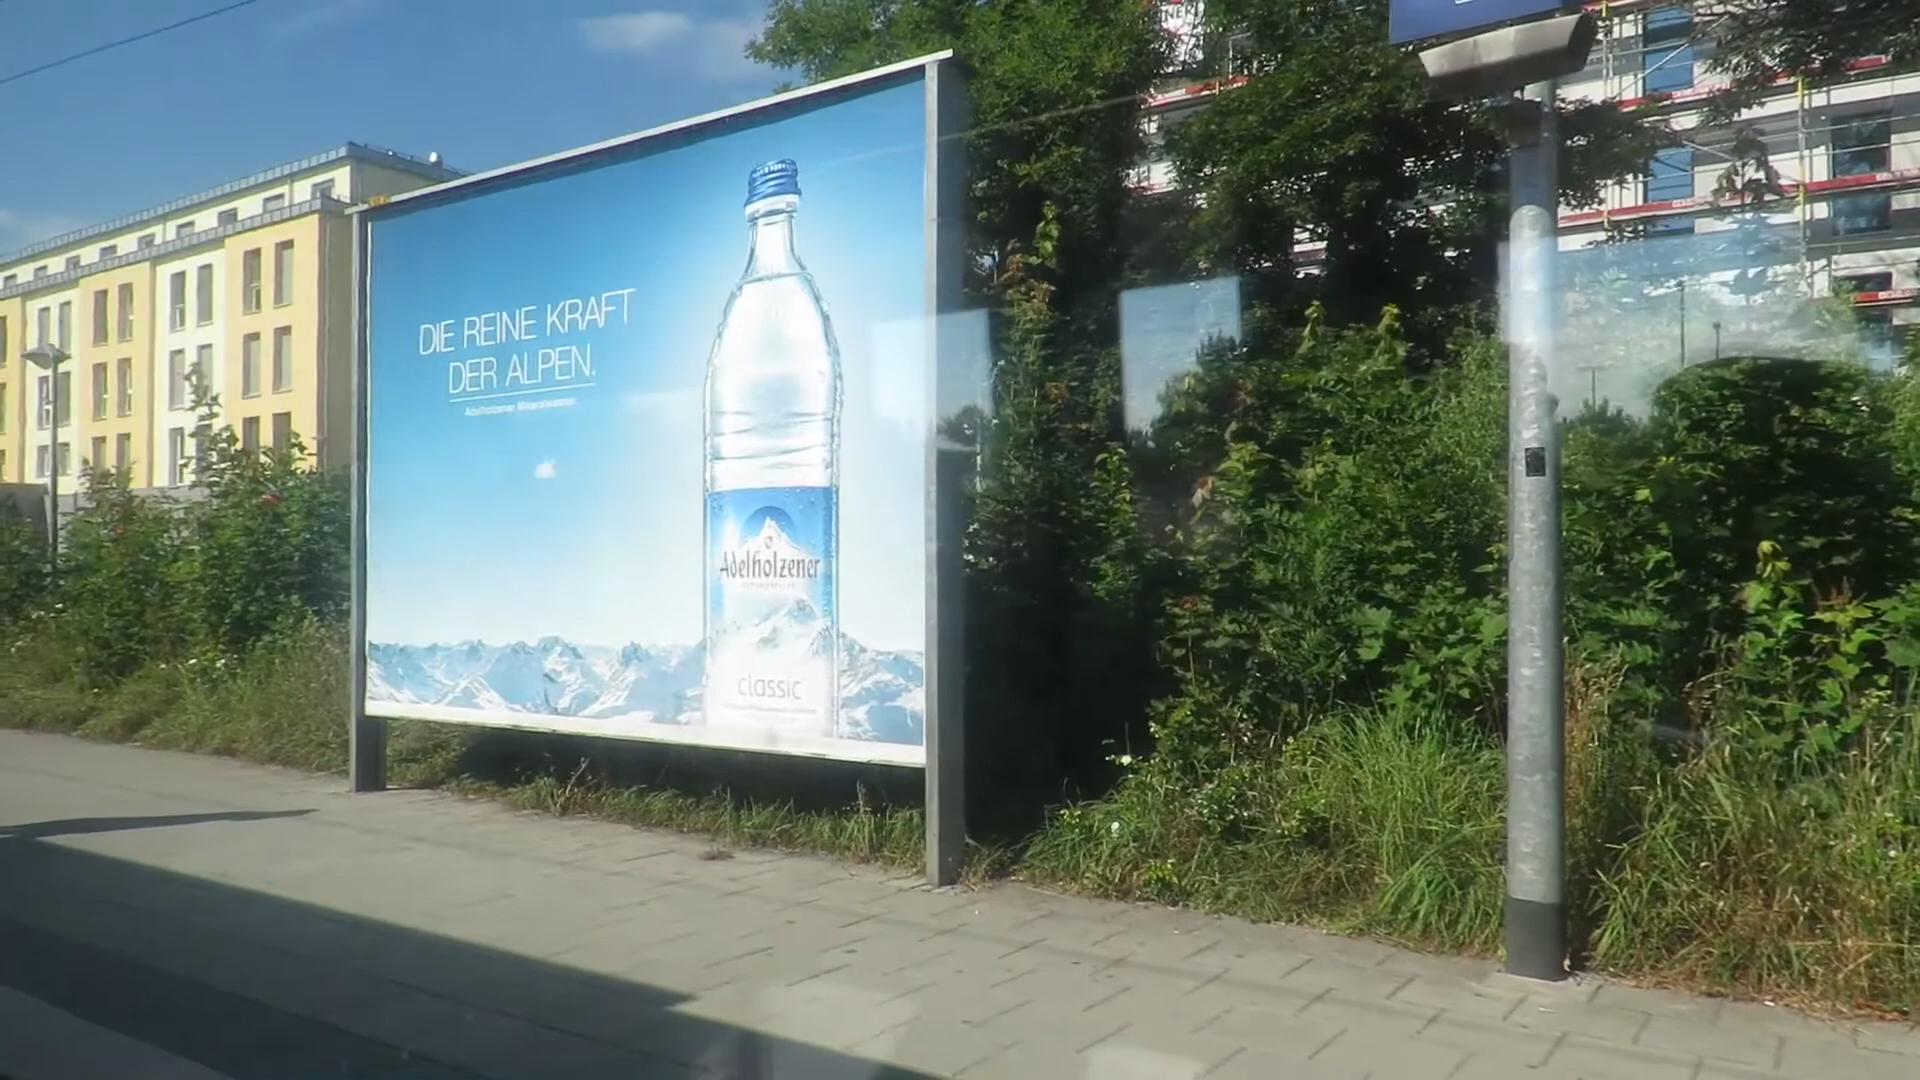 DIE REINE KRAFT
DER ALPEN.
Adelholzener Mineralwasser.
Adelholzener
classic